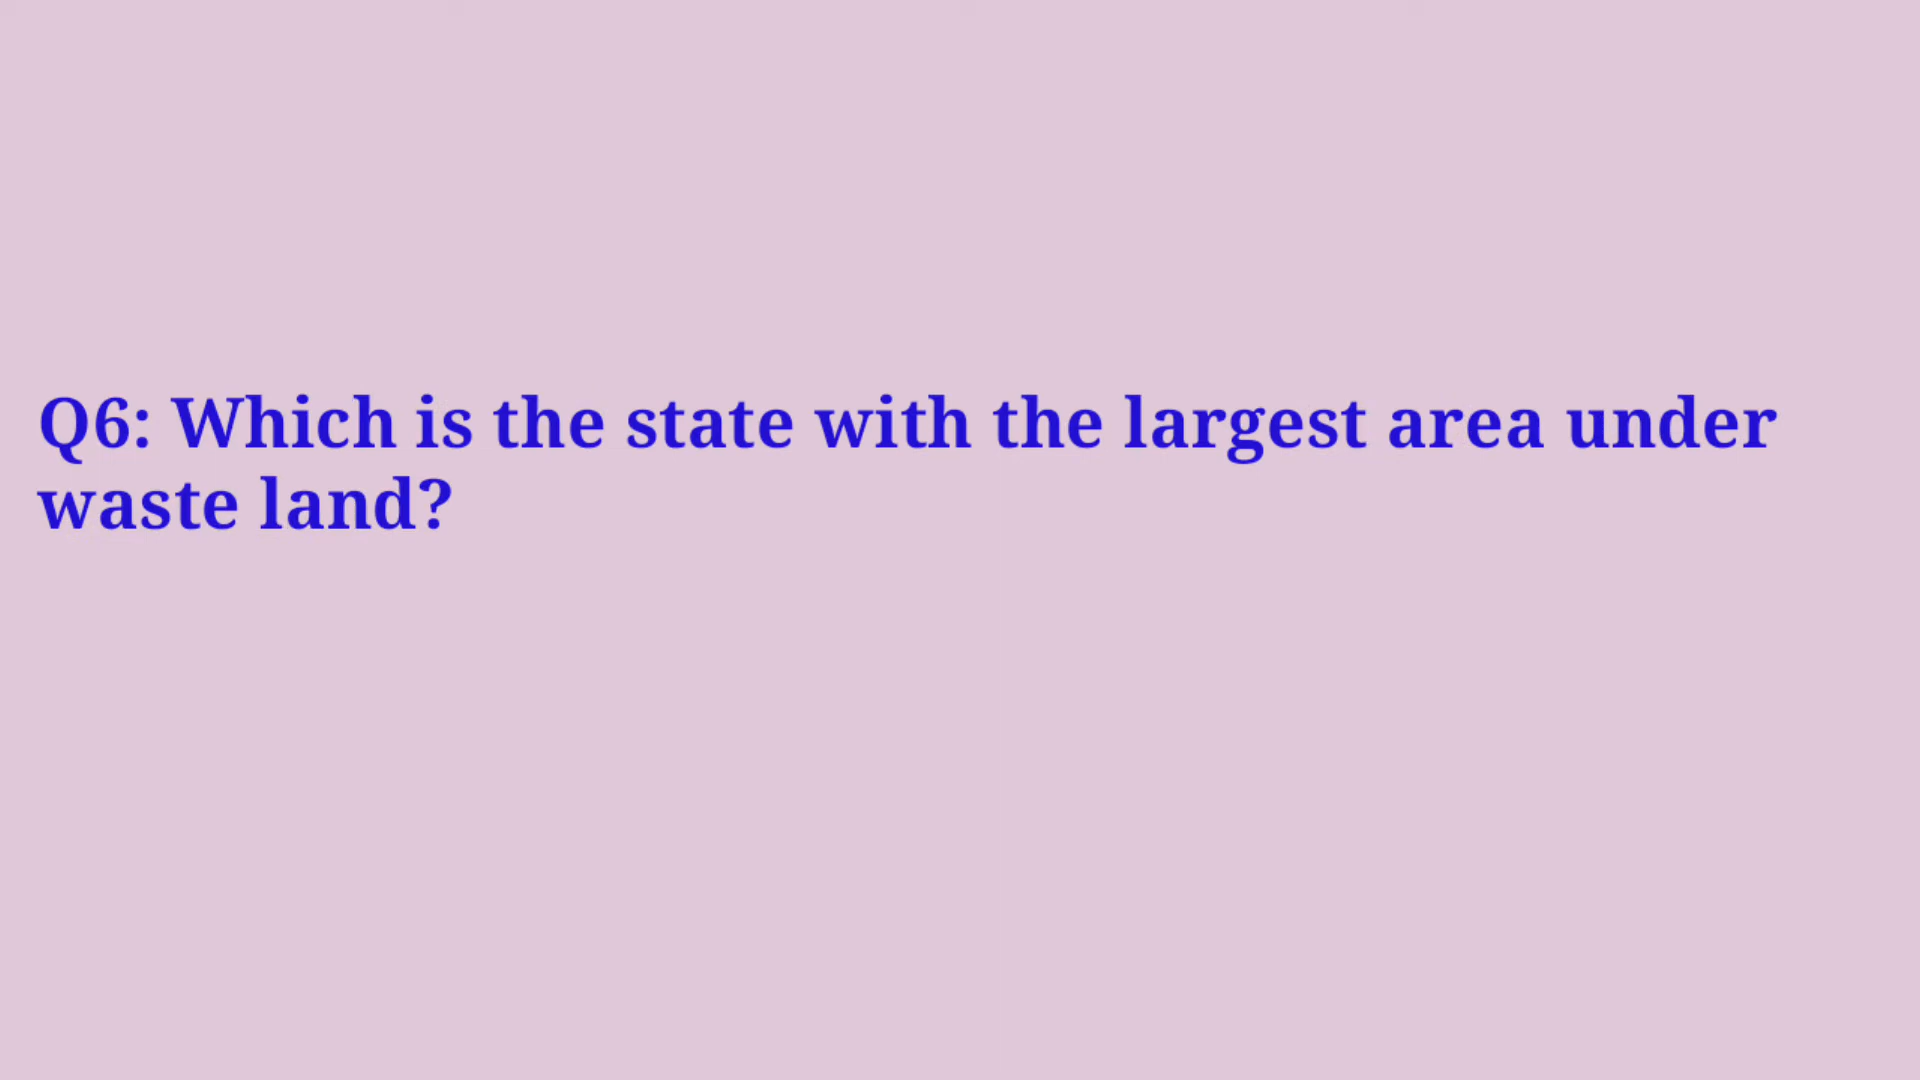 Q6: Which is the state with the largest area under
waste land?